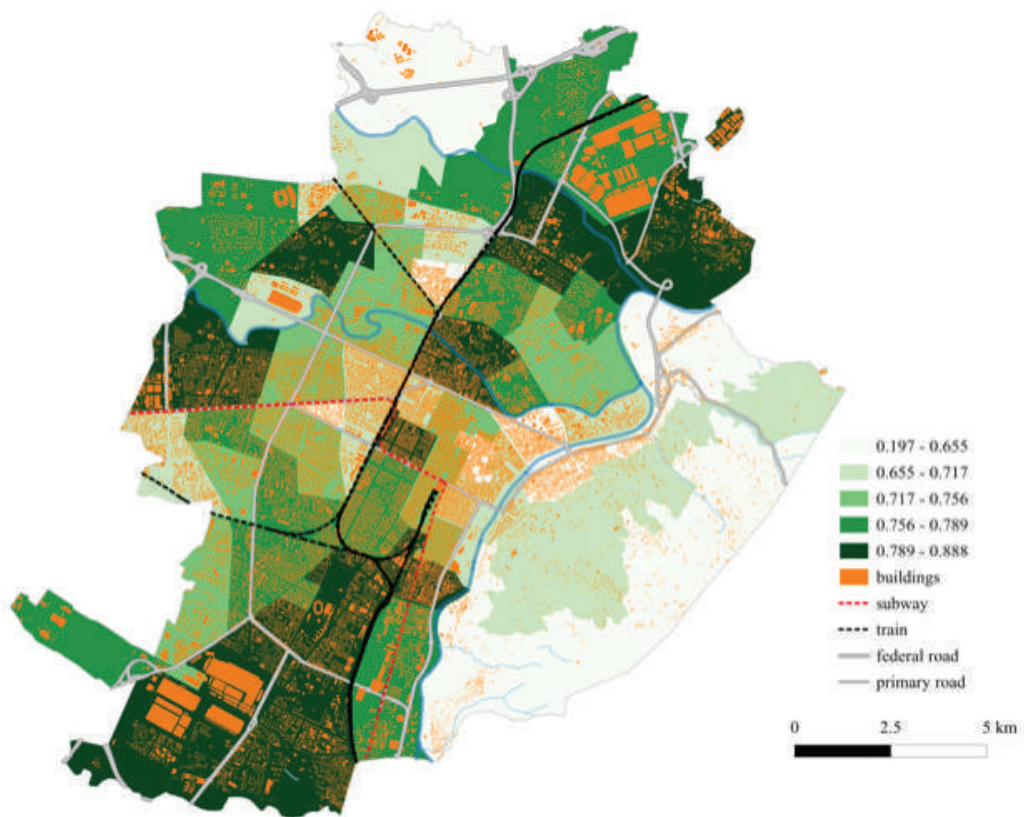 0.197 - 0.655
0.655 - 0.717
0.717 - 0.756
0.756 - 0.789
0.789 - 0.888
buildings
subway
train
federal road
primary road
0 2.5 5 km